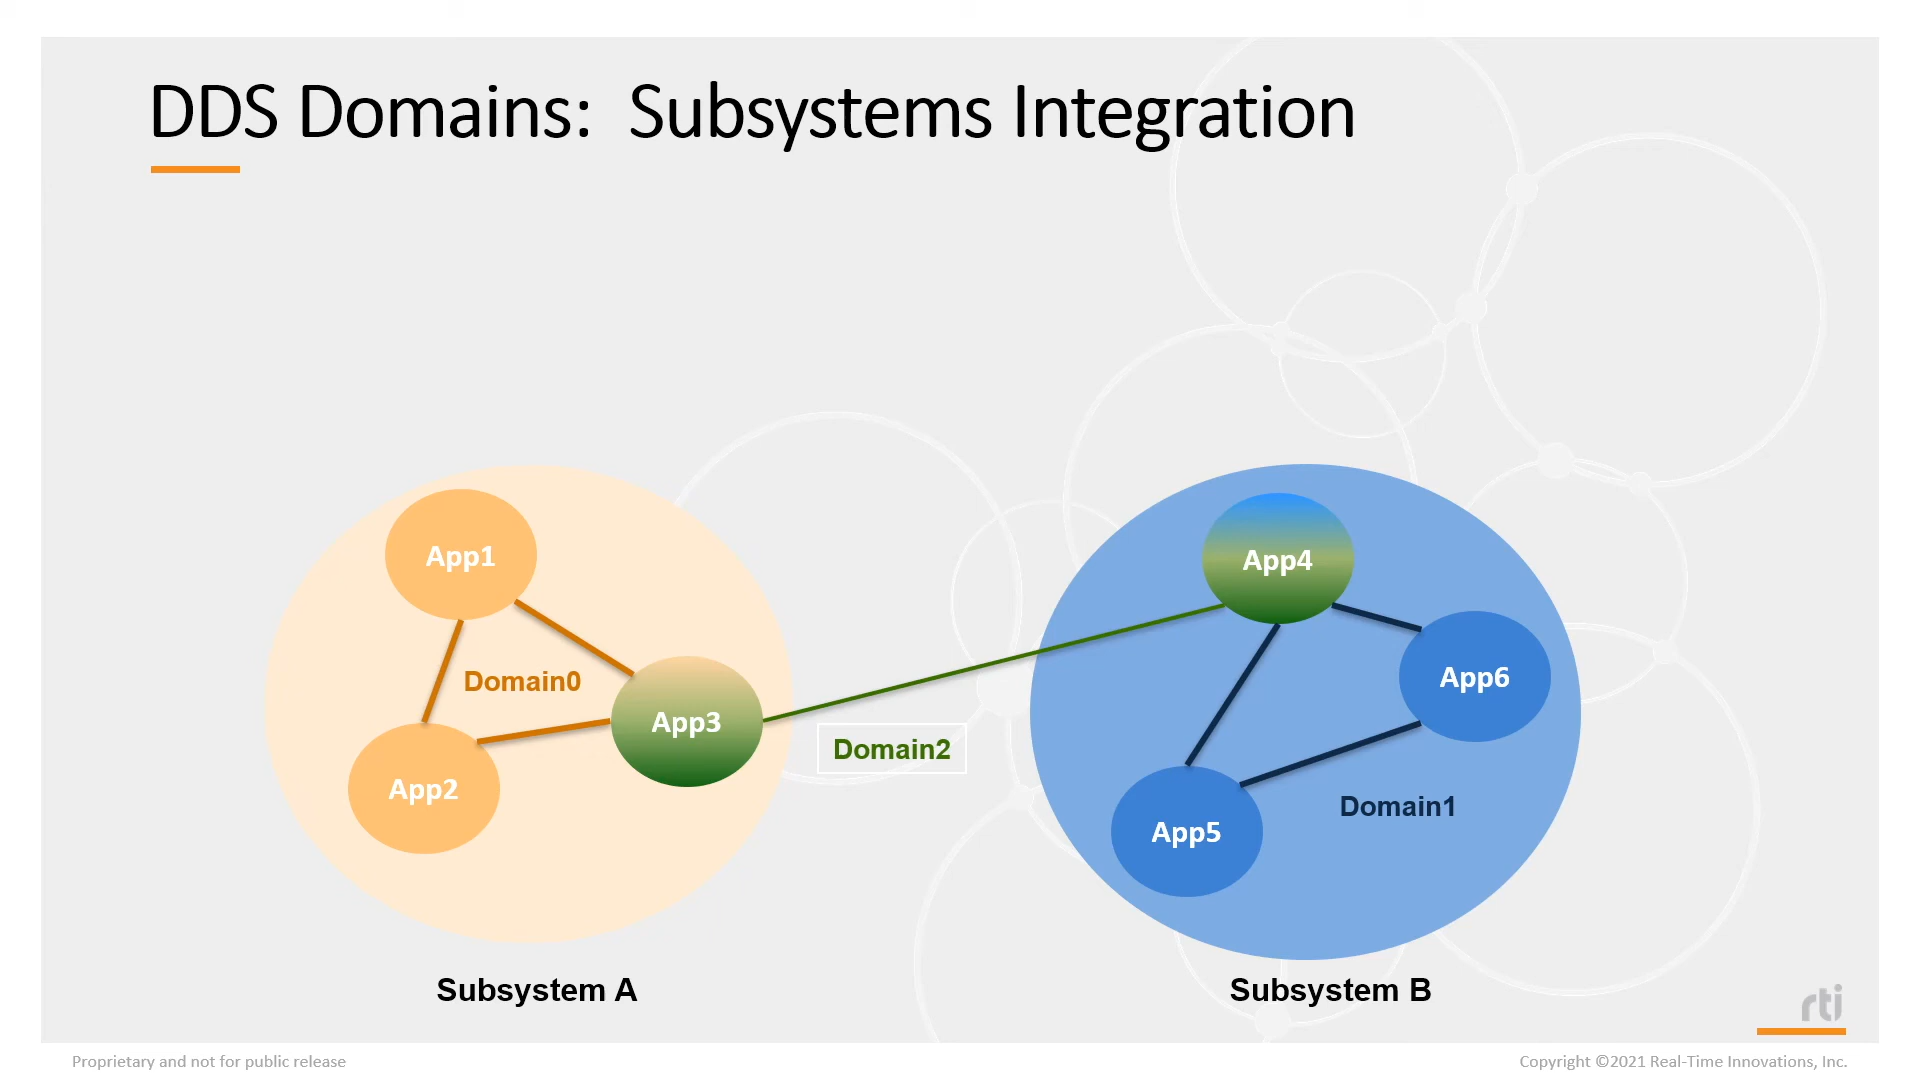 DDS Domains: Subsystems Integration
App1
App4
Domain0
App6
App3
Domain2
App2
Domain1
App5
Subsystem A
Subsystem B
rti
Proprietary and not for public release
Copyright ©2021 Real-Time Innovations, Inc.